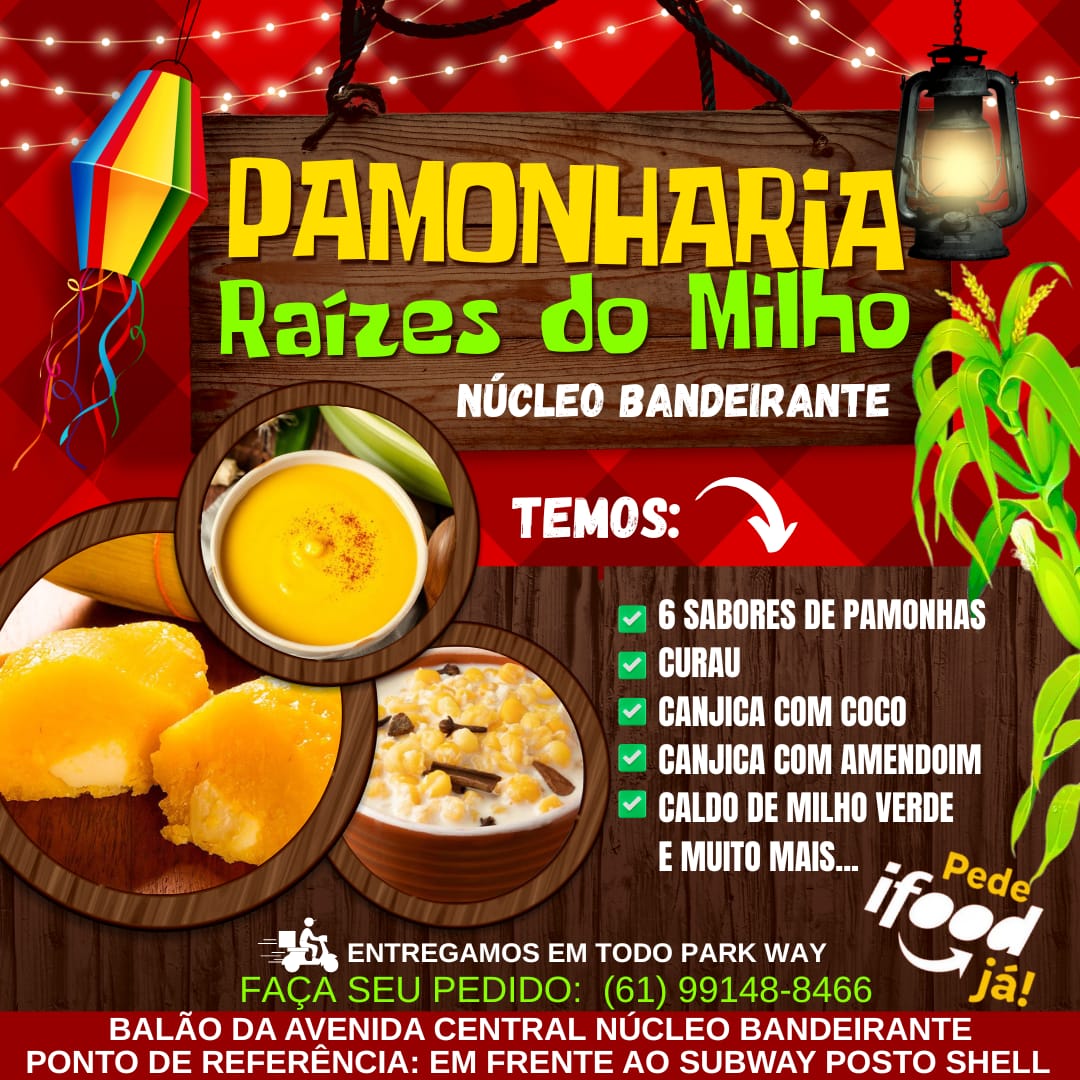 PAMONHARIA
Raízes do Milho
NÚCLEO BANDEIRANTE
TEMOS:
6 SABORES DE PAMONHAS
CURAU
CANJICA COM COCO
CANJICA COM AMENDOIM
CALDO DE MILHO VERDE
E MUITO MAIS...
Pede
ifood
já!
ENTREGAMOS EM TODO PARK WAY
FAÇA SEU PEDIDO: (61) 99148-8466
BALÃO DA AVENIDA CENTRAL NÚCLEO BANDEIRANTE
PONTO DE REFERÊNCIA: EM FRENTE AO SUBWAY POSTO SHELL